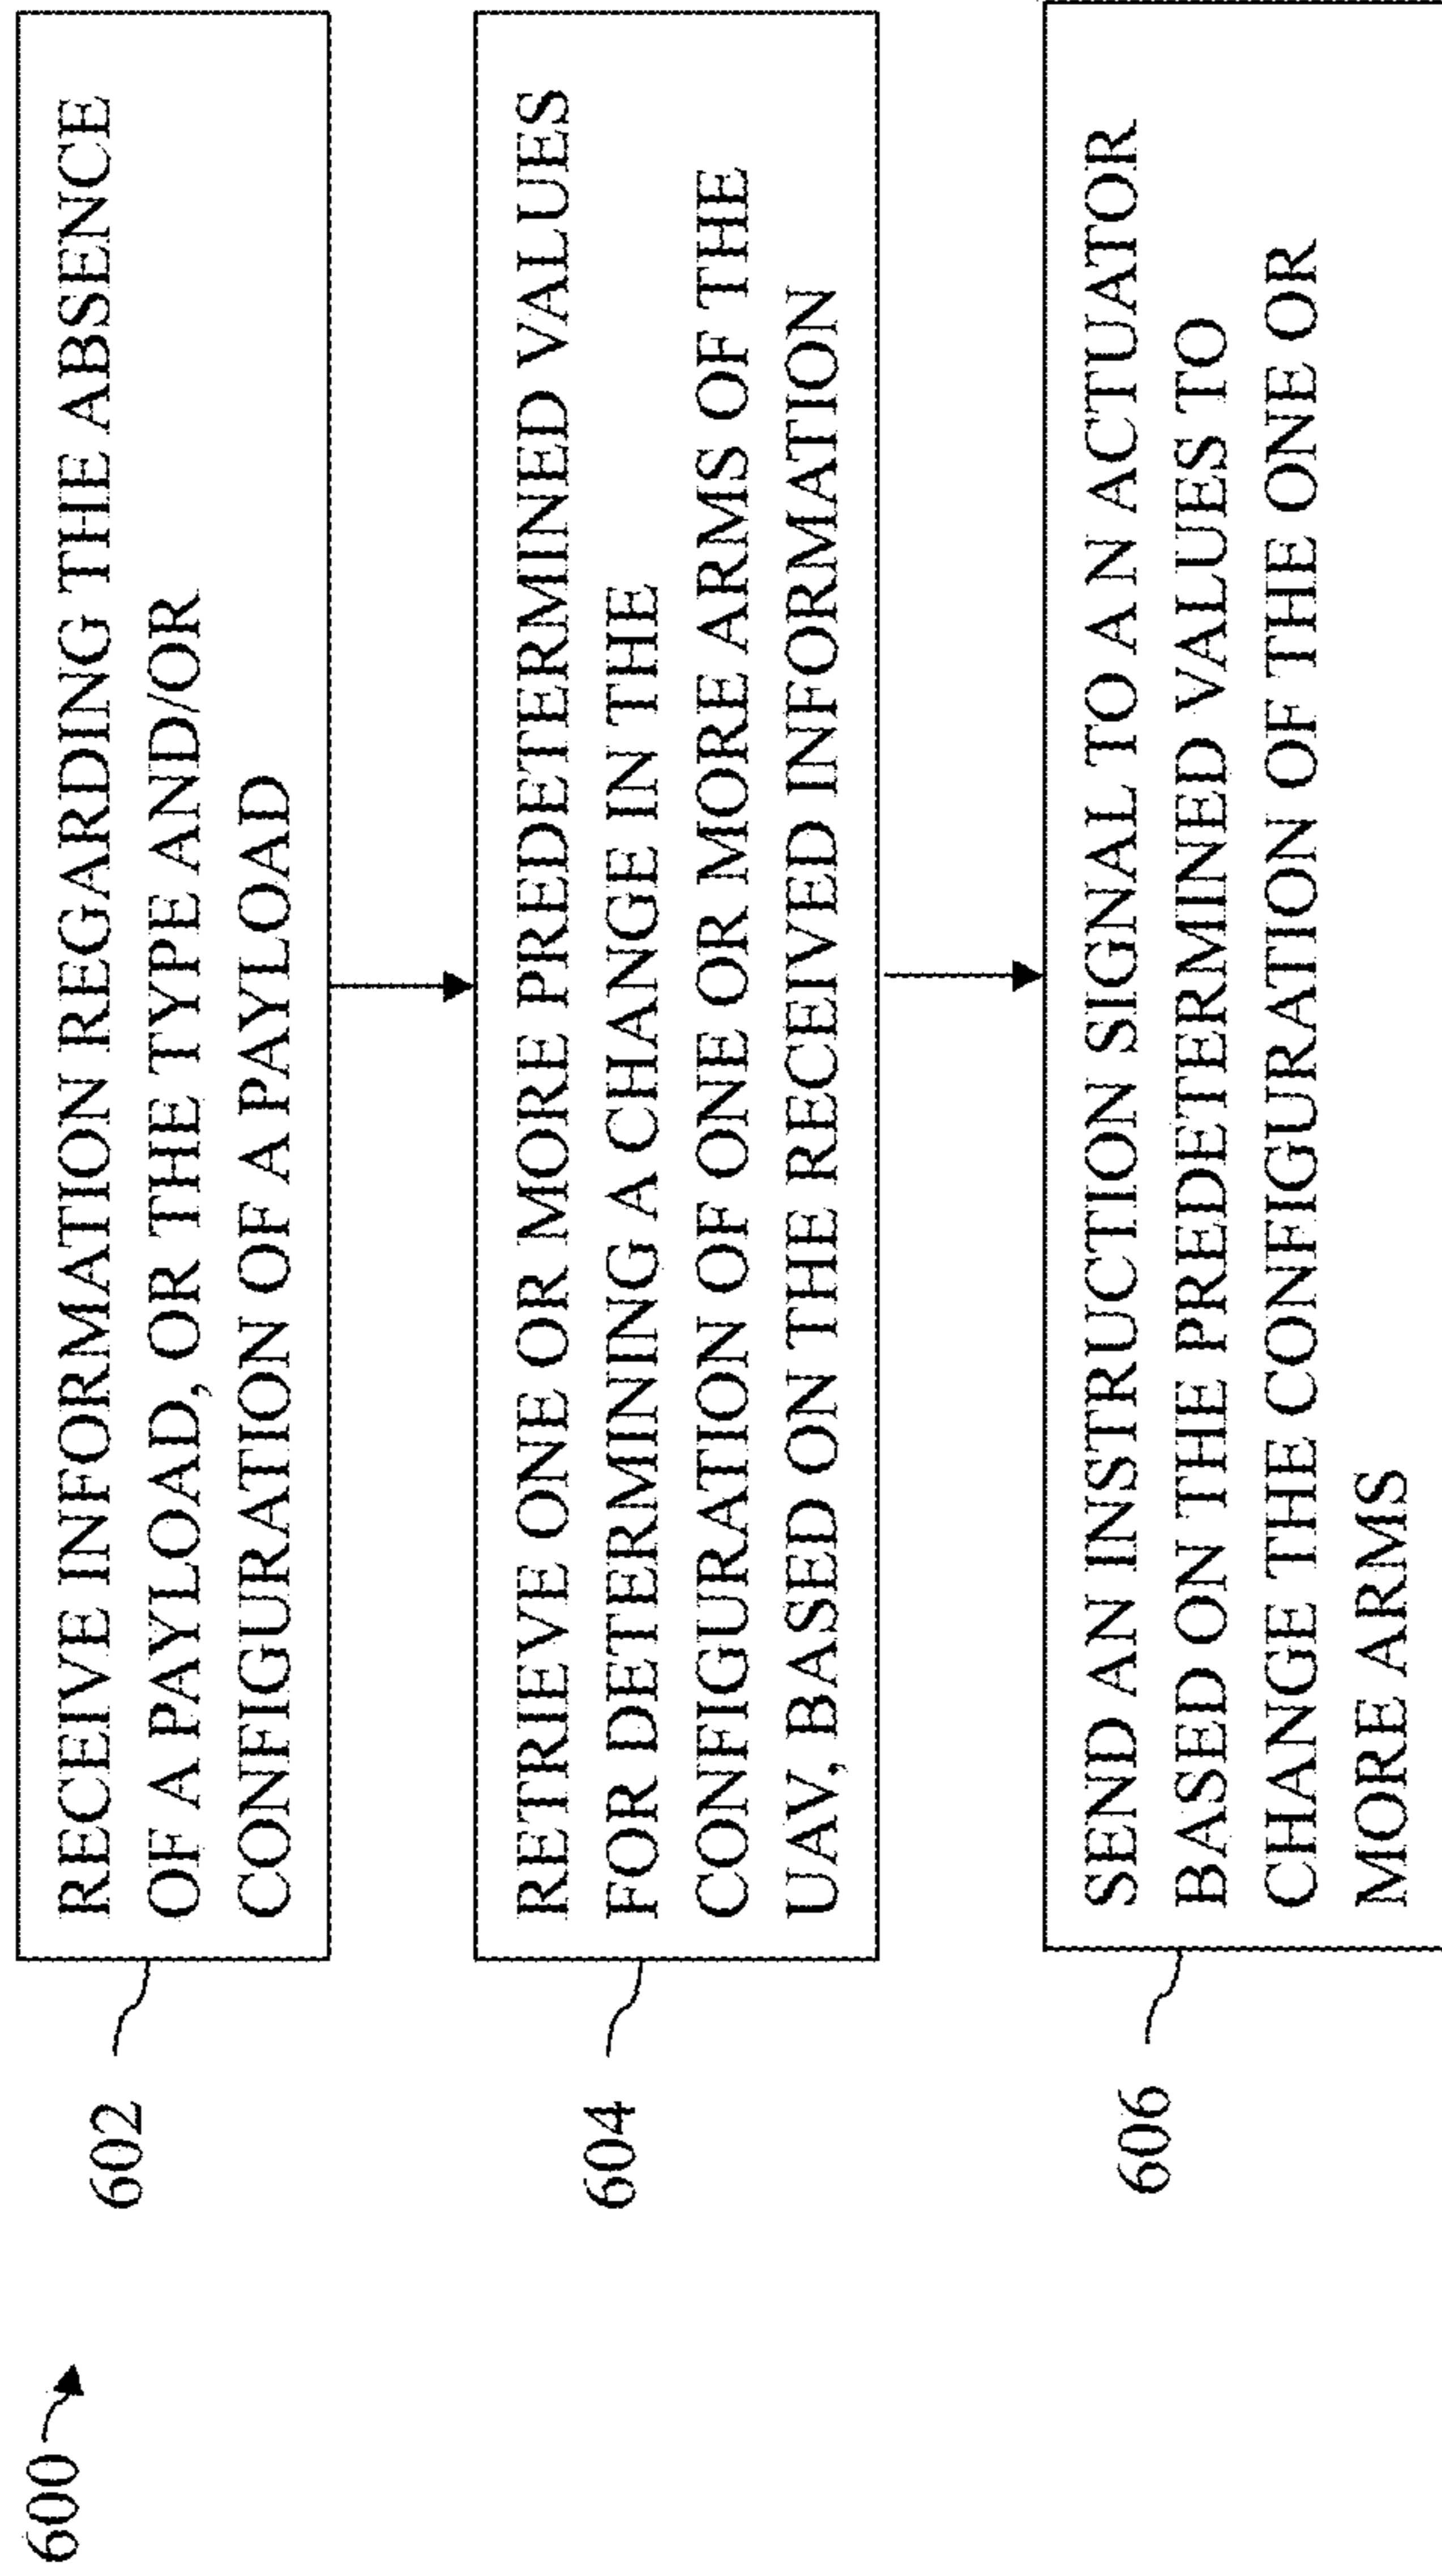 600
602
RECEIVE INFORMATION REGARDING THE ABSENCE
OF A PAYLOAD, OR THE TYPE AND/OR
CONFIGURATION OF A PAYLOAD
604
RETRIEVE ONE OR MORE PREDETERMINED VALUES
FOR DETERMINING A CHANGE IN THE
CONFIGURATION OF ONE OR MORE ARMS OF THE
UAV, BASED ON THE RECEIVED INFORMATION
606
SEND AN INSTRUCTION SIGNAL TO A N ACTUATOR
BASED ON THE PREDETERMINED VALUES TO
CHANGE THE CONFIGURATION OF THE ONE OR
MORE ARMS